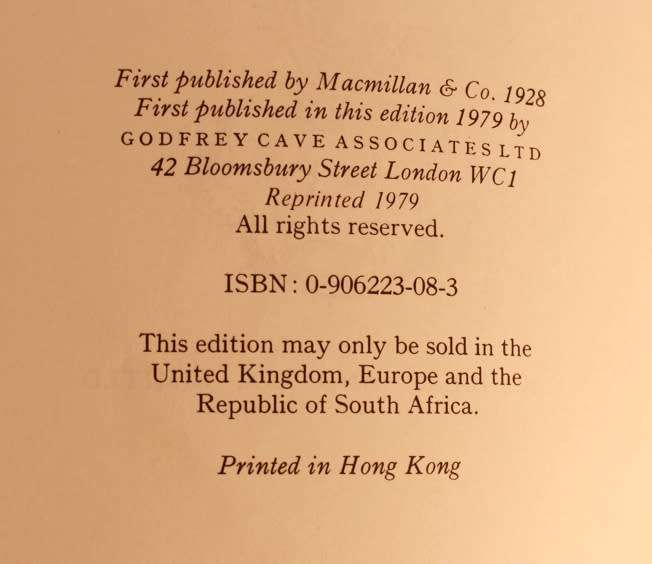 First published by Macmillan & Co. 1928
First published in this edition 1979 by
GODFREY CAVE ASSOCIATES LTD
42 Bloomsbury Street London WC1
Reprinted 1979
All rights reserved.
ISBN: 0-906223-08-3
This edition may only be sold in the
United Kingdom, Europe and the
Republic of South Africa.
Printed in Hong Kong